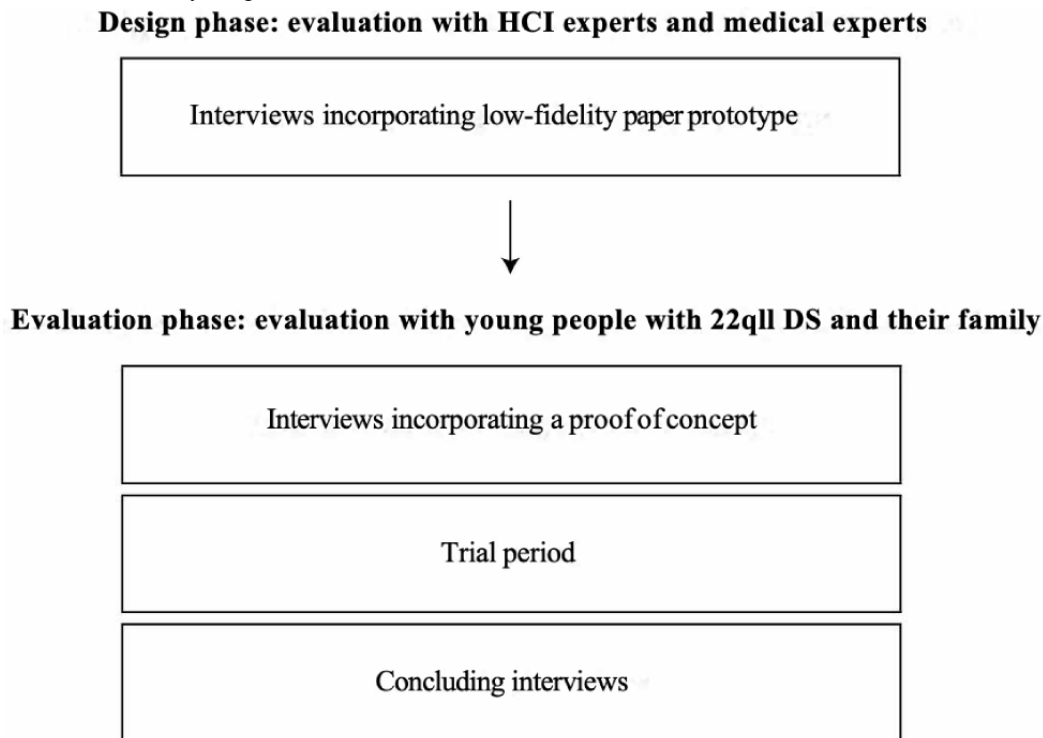 Design phase: evaluation with HCI experts and medical experts
Interviews incorporating low-fidelity paper prototype
Evaluation phase: evaluation with young people with 22qll DS and their family
Interviews incorporating a proof of concept
Trial period
Concluding interviews